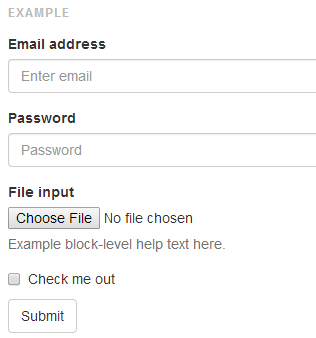 EXAMPLE
Email address
Enter email
Password
Password
File input
Choose File No file chosen
Example block-level help text here.
Check me out
Submit